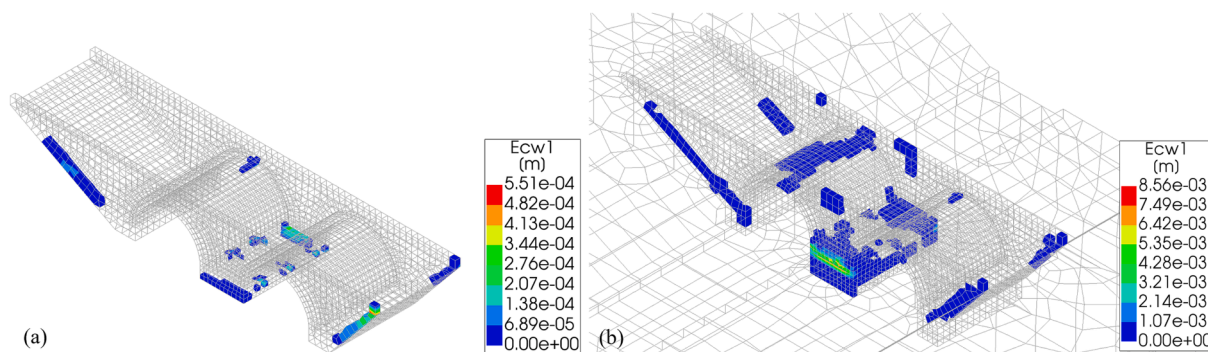 Ecw1
(m)
5.51e-04
4.82e-04
4.13e-04
3.44e-04
2.76e-04
2.07e-04
1.38e-04
6.89e-05
0.00e+00
(a)
Ecw1
(m)
8.56e-03
7.49e-03
6.42e-03
5.35e-03
4.28e-03
3.21e-03
2.14e-03
1.07e-03
0.00e+00
(b)